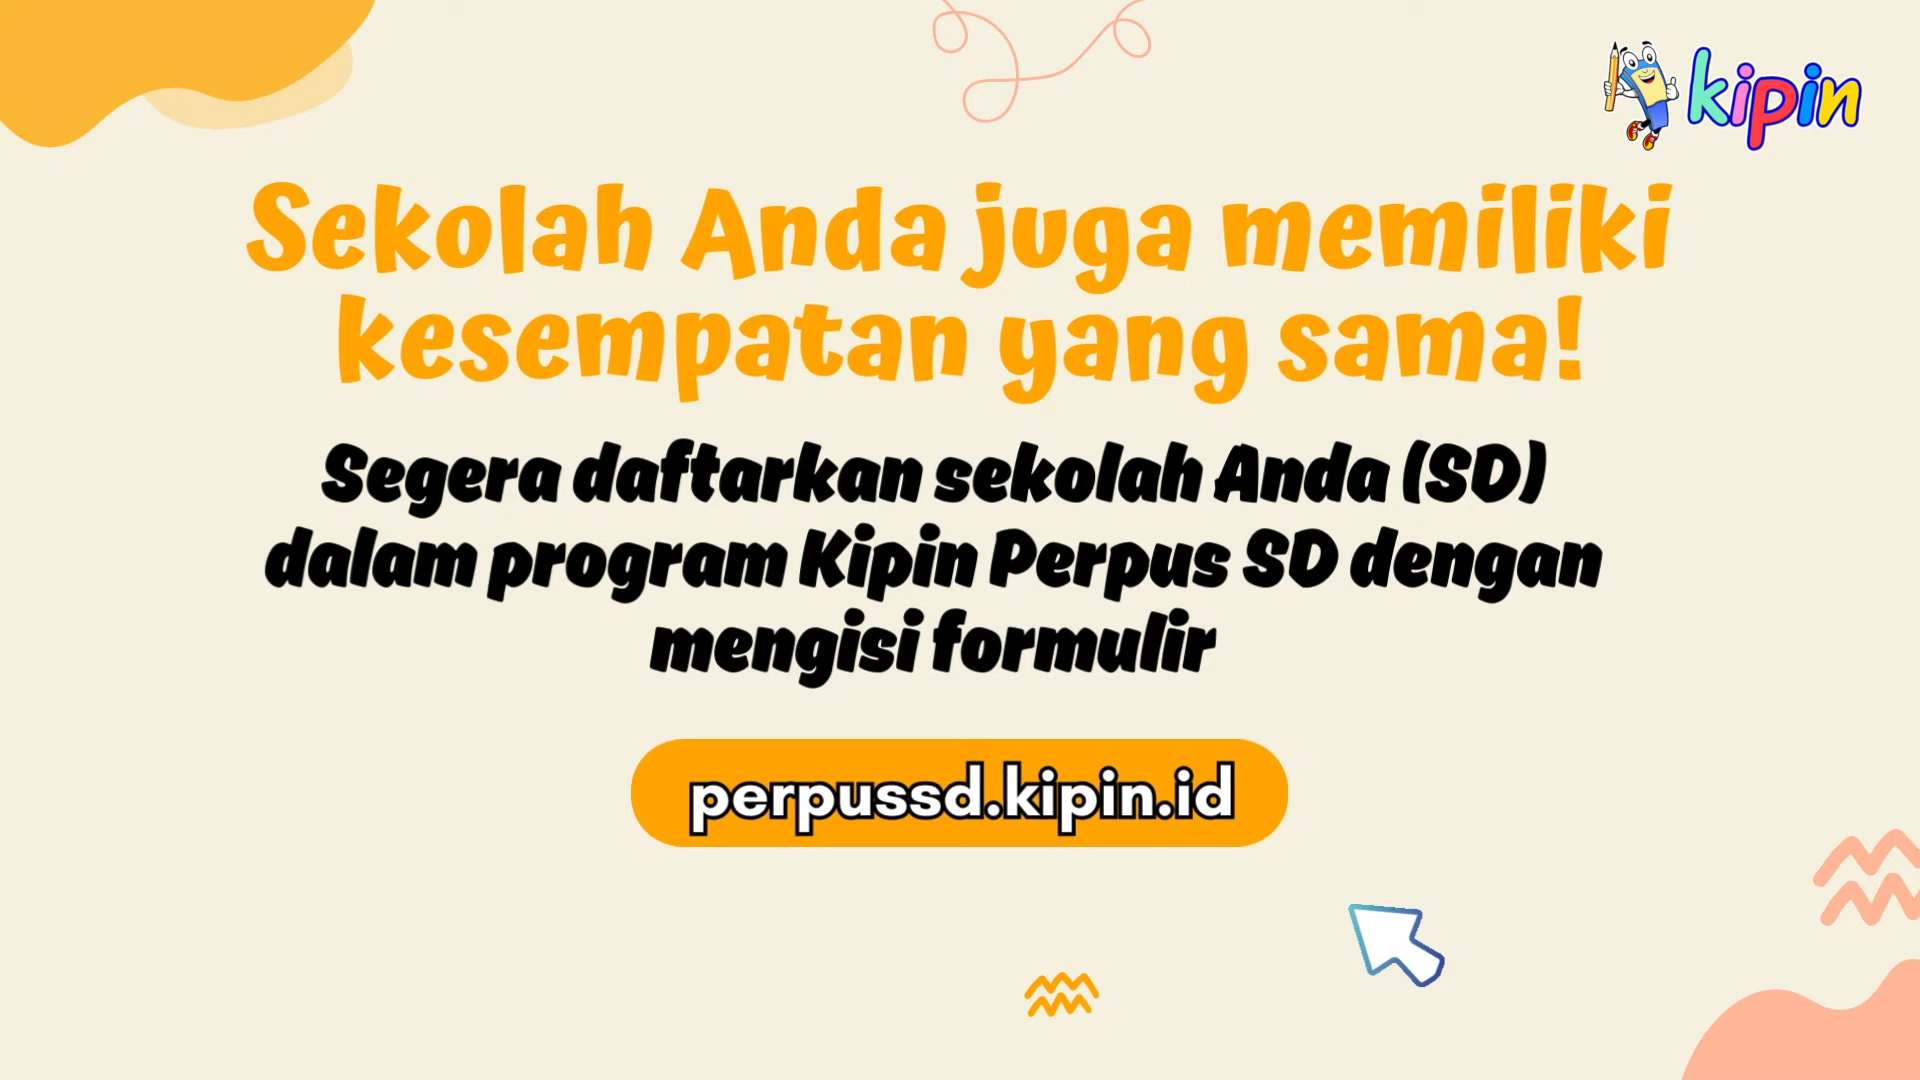 kipin
Sekolah Anda juga memiliki
kesempatan yang sama!
Segera daftarkan sekolah Anda (SD)
dalam program Kipin Perpus SD dengan
mengisi formulir
perpussd.kipin.id